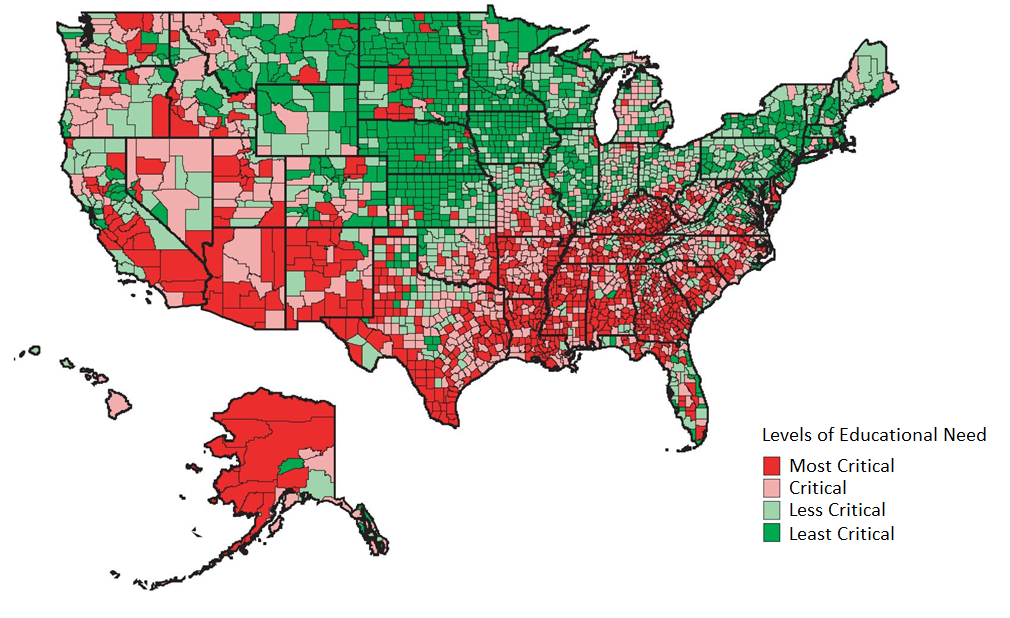 Levels of Educational Need
Most Critical
Critical
Less Critical
Least Critical